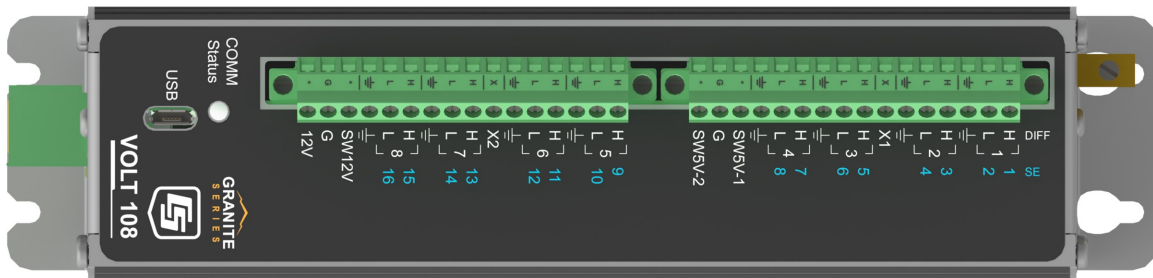 DIFF SE
H H 1
1
L L 2
H H 3
2
L L 4
X X1
H H 5
3
L L 6
H H 7
4
L L 8
SW5V-1
G G
SW5V-2
H H 9
5
L L 10
H H 11
6
L L 12
X X2
H H 13
7
L L 14
H H 15
8
L L 16
SW12V
G G
12V
COMM
Status
USB
GRANITE
SERIES
VOLT 108